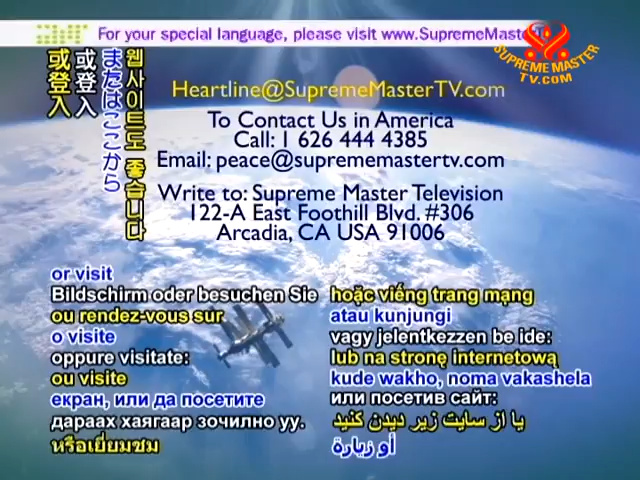 For your special language, please visit www.SupremeMasterT
SUPREME MASTER
TV.COM
或登入
或登入
またはここから
웹사이트도 좋습니다
Heartline@SupremeMasterTV.com
To Contact Us in America
Call: 1 626 444 4385
Email: peace@suprememastertv.com
Write to: Supreme Master Television
122-A East Foothill Blvd. #306
Arcadia, CA USA 91006
or visit
Bildschirm oder besuchen Sie
ou rendez-vous sur
o visite
oppure visitate:
ou visite
екран, или да посетите
дараах хаягаар зочилно уу.
หรือเยี่ยมชม
hoặc viếng trang mạng
atau kunjungi
vagy jelentkezzen be ide:
lub na stronę internetową
kude wakho, noma vakashela
или посетив сайт:
یا از سایت زیر دیدن کنید
أو زيارة